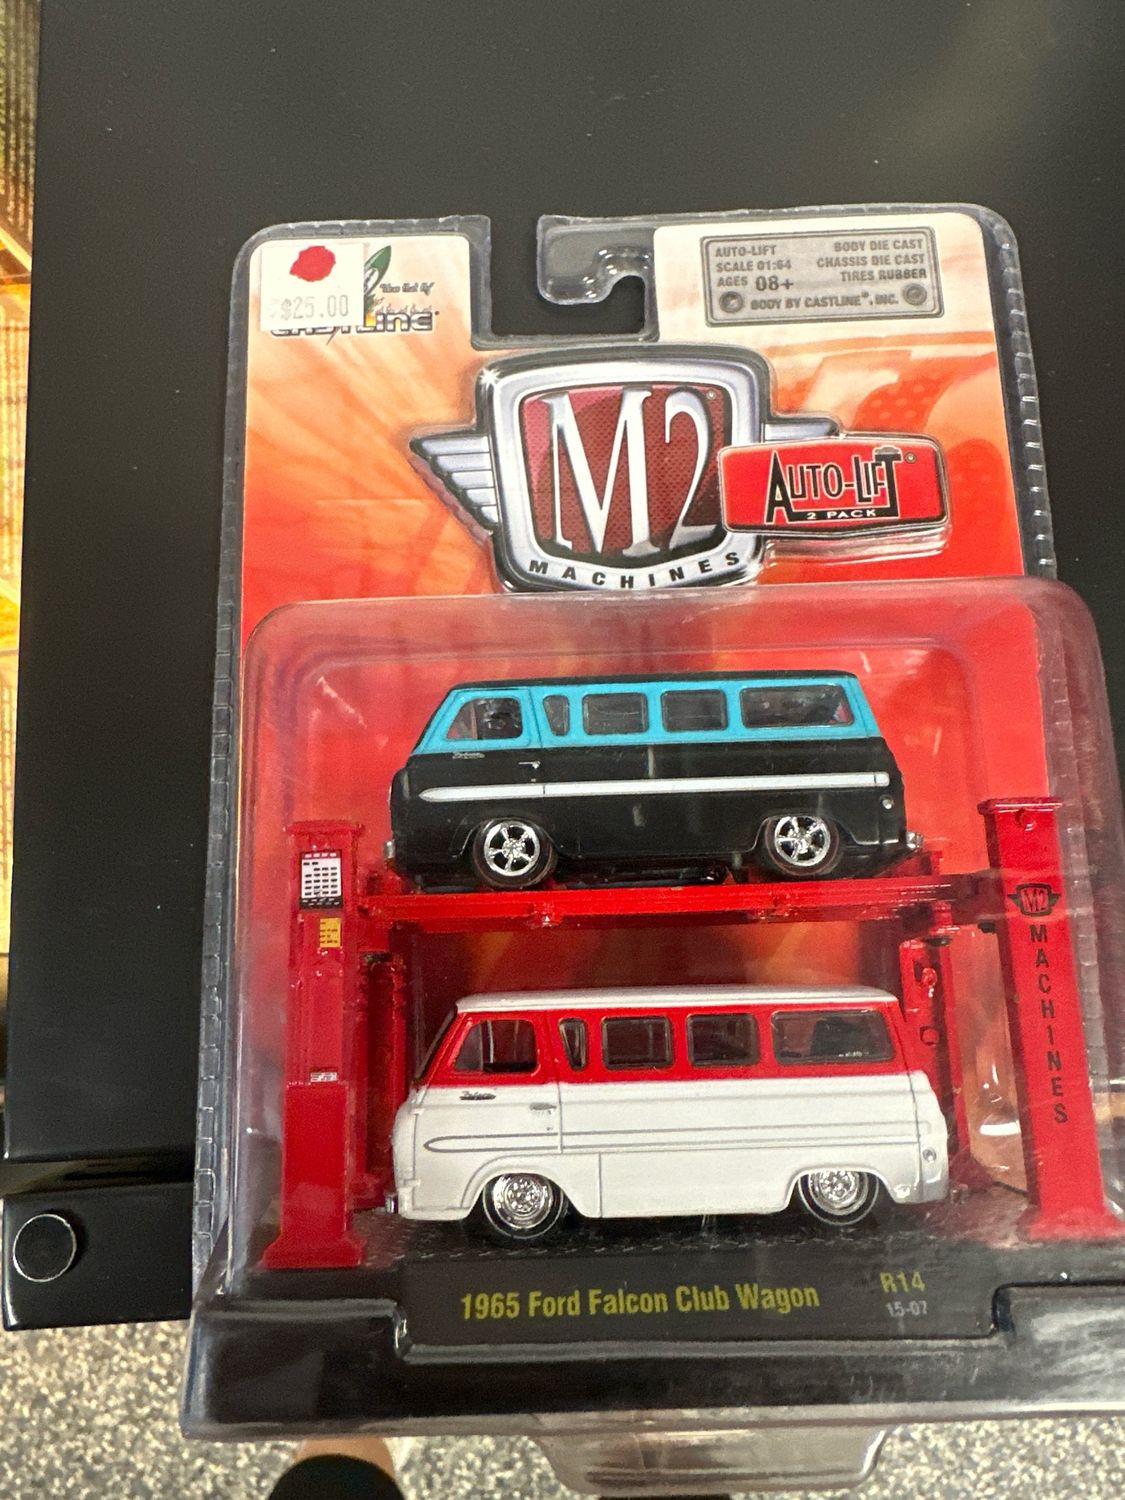 $25.00
CASTLINE
AUTO-LIFT
SCALE 01:64
AGES 08+
BODY DIE CAST
CHASSIS DIE CAST
TIRES RUBBER
BODY BY CASTLINE®, INC.
M2®
MACHINES
AUTO-LIFT®
2 PACK
M2
MACHINES
1965 Ford Falcon Club Wagon
R14
15-07